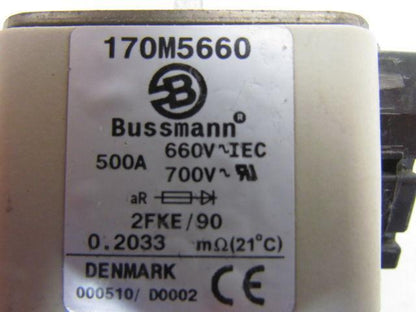 170M5660
Bussmann®
500A 660V~IEC
700V~
aR
2FKE/90
0.2033 mΩ(21°C)
DENMARK
000510/ D0002 CE